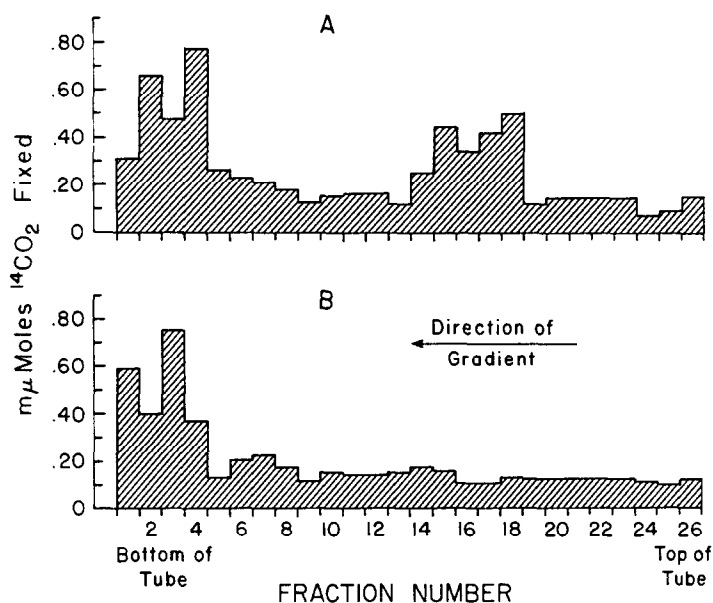 A
.80
.60
.40
.20
0
mμ Moles ¹⁴CO₂ Fixed
B
Direction of
Gradient
.80
.60
.40
.20
0
2 4 6 8 10 12 14 16 18 20 22 24 26
Bottom of
Tube
Top of
Tube
FRACTION NUMBER